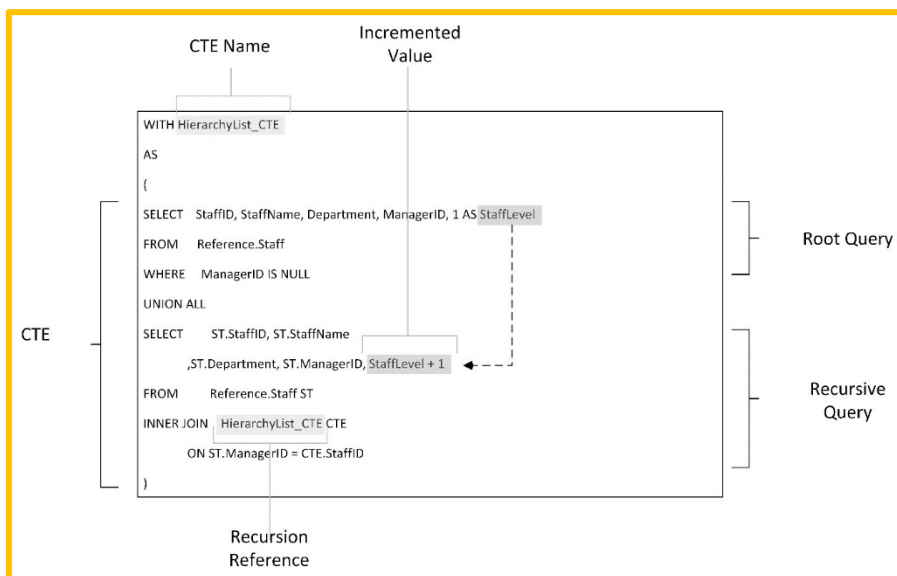 CTE Name
Incremented
Value
WITH HierarchyList_CTE
AS
(
SELECT StaffID, StaffName, Department, ManagerID, 1 AS StaffLevel
FROM Reference.Staff
WHERE ManagerID IS NULL
UNION ALL
SELECT ST.StaffID, ST.StaffName
,ST.Department, ST.ManagerID, StaffLevel + 1
FROM Reference.Staff ST
INNER JOIN HierarchyList_CTE CTE
ON ST.ManagerID = CTE.StaffID
)
CTE
Root Query
Recursive
Query
Recursion
Reference